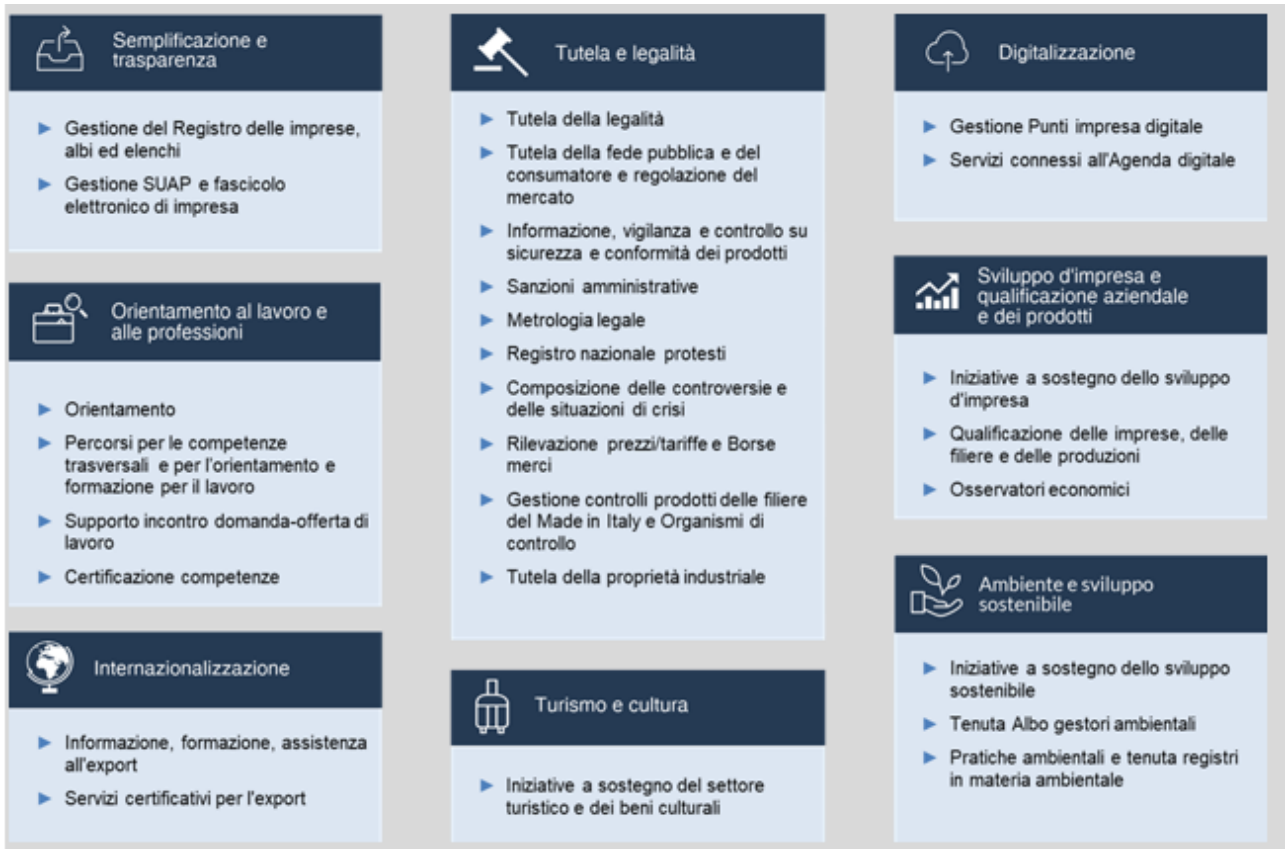 Semplificazione e
trasparenza
Gestione del Registro delle imprese,
albi ed elenchi
Gestione SUAP e fascicolo
elettronico di impresa
Orientamento al lavoro e
alle professioni
Orientamento
Percorsi per le competenze
trasversali e per l'orientamento e
formazione per il lavoro
Supporto incontro domanda-offerta di
lavoro
Certificazione competenze
Internazionalizzazione
Informazione, formazione, assistenza
all'export
Servizi certificativi per l'export
Tutela e legalità
Tutela della legalità
Tutela della fede pubblica e del
consumatore e regolazione del
mercato
Informazione, vigilanza e controllo su
sicurezza e conformità dei prodotti
Sanzioni amministrative
Metrologia legale
Registro nazionale protesti
Composizione delle controversie e
delle situazioni di crisi
Rilevazione prezzi/tariffe e Borse
merci
Gestione controlli prodotti delle filiere
del Made in Italy e Organismi di
controllo
Tutela della proprietà industriale
Turismo e cultura
Iniziative a sostegno del settore
turistico e dei beni culturali
Digitalizzazione
Gestione Punti impresa digitale
Servizi connessi all'Agenda digitale
Sviluppo d'impresa e
qualificazione aziendale
e dei prodotti
Iniziative a sostegno dello sviluppo
d'impresa
Qualificazione delle imprese, delle
filiere e delle produzioni
Osservatori economici
Ambiente e sviluppo
sostenibile
Iniziative a sostegno dello sviluppo
sostenibile
Tenuta Albo gestori ambientali
Pratiche ambientali e tenuta registri
in materia ambientale